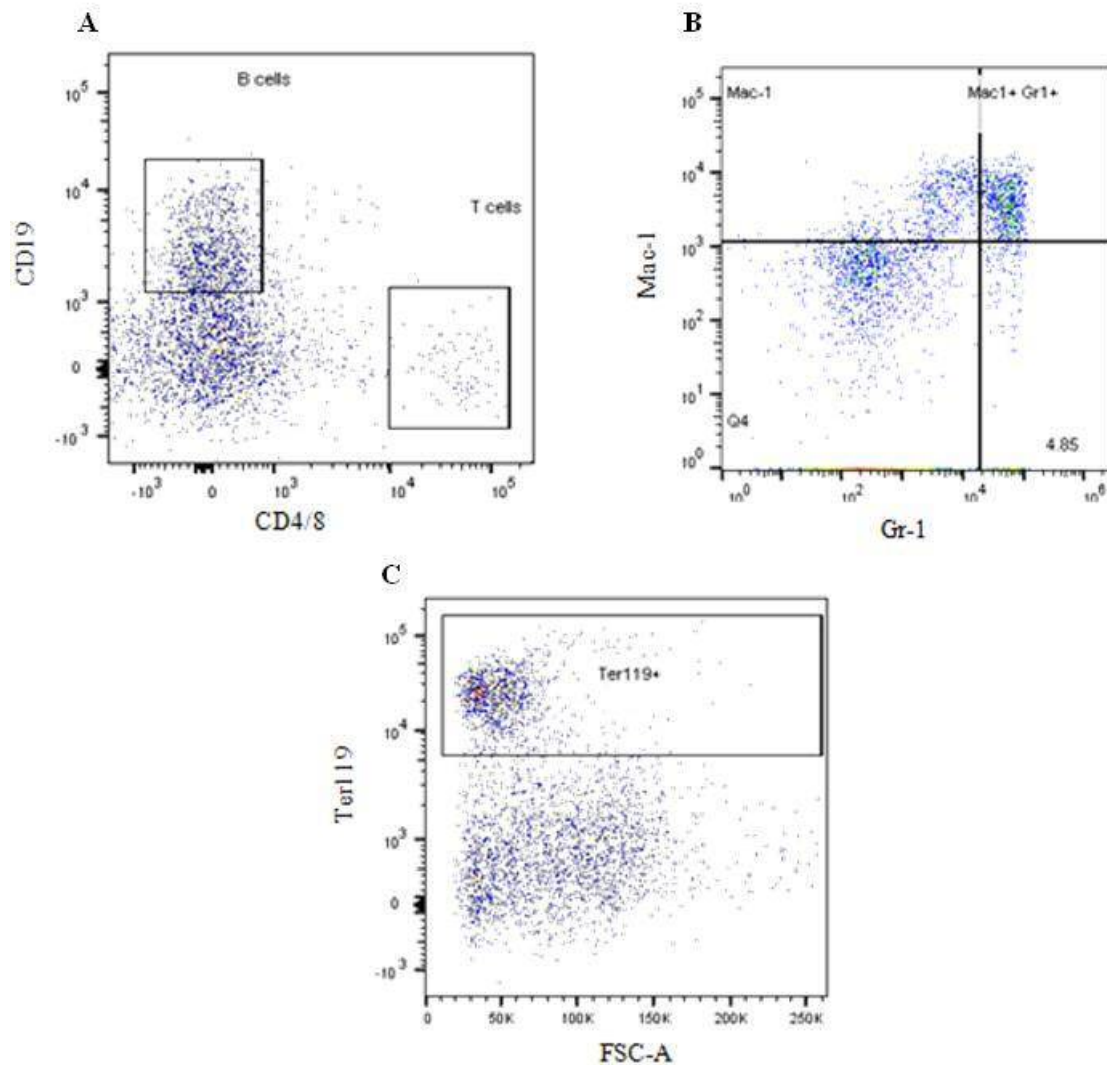 A
B cells
T cells
CD19
10^5
10^4
10^3
0
-10^3
-10^3
0
10^3
10^4
10^5
CD4/8
B
Mac-1
Mac1+ Gr1+
Q4
4.85
Mac-1
10^5
10^4
10^3
10^2
10^1
10^0
10^0
10^2
10^4
10^6
Gr-1
C
Ter119+
Ter119
10^5
10^4
10^3
0
-10^3
0
50K
100K
150K
200K
250K
FSC-A